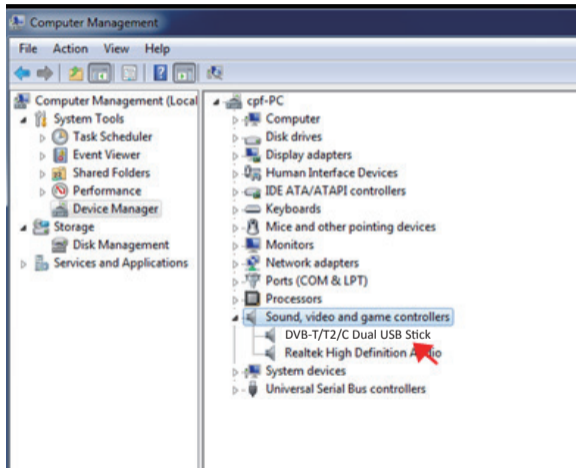 Computer Management
File Action View Help
Computer Management (Local
System Tools
Task Scheduler
Event Viewer
Shared Folders
Performance
Device Manager
Storage
Disk Management
Services and Applications
cpf-PC
Computer
Disk drives
Display adapters
Human Interface Devices
IDE ATA/ATAPI controllers
Keyboards
Mice and other pointing devices
Monitors
Network adapters
Ports (COM & LPT)
Processors
Sound, video and game controllers
DVB-T/T2/C Dual USB Stick
Realtek High Definition Audio
System devices
Universal Serial Bus controllers